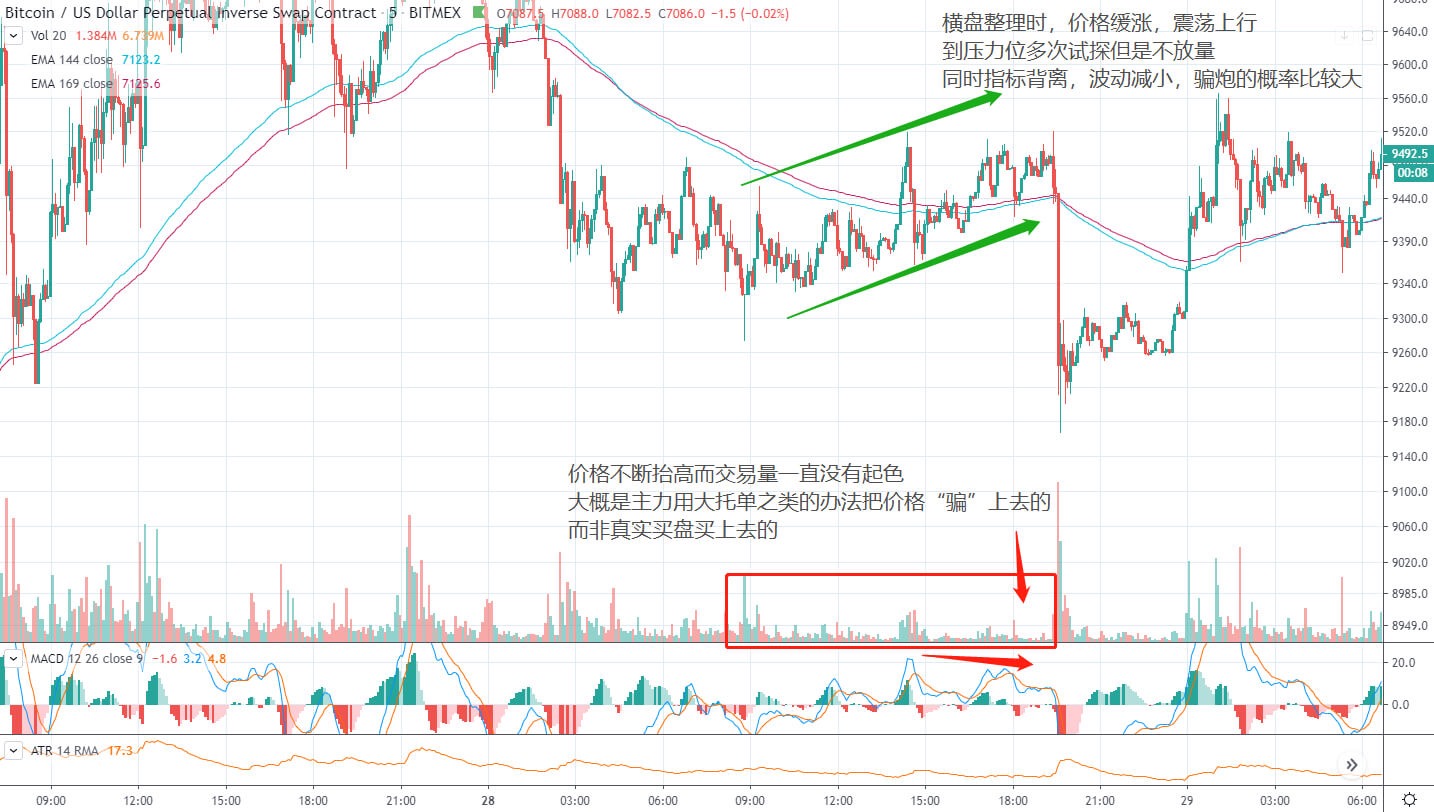 Bitcoin / US Dollar Perpetual Inverse Swap Contract · 5 · BITMEX O7087.5 H7088.0 L7082.5 C7086.0 −1.5 (−0.02%)
Vol 20 1.384M 6.739M
EMA 144 close 7123.2
EMA 169 close 7125.6
横盘整理时，价格缓涨，震荡上行
到压力位多次试探但是不放量
同时指标背离，波动减小，骗炮的概率比较大
9640.0
9600.0
9560.0
9520.0
9492.5
00:08
9440.0
9390.0
9340.0
9300.0
9260.0
9220.0
9180.0
9140.0
9100.0
9060.0
9020.0
8985.0
8949.0
价格不断抬高而交易量一直没有起色
大概是主力用大托单之类的办法把价格“骗”上去的
而非真实买盘买上去的
MACD 12 26 close 9 −1.6 3.2 4.8
20.0
0.0
ATR 14 RMA 17.3
09:00 12:00 15:00 18:00 21:00 28 03:00 06:00 09:00 12:00 15:00 18:00 21:00 29 03:00 06:00